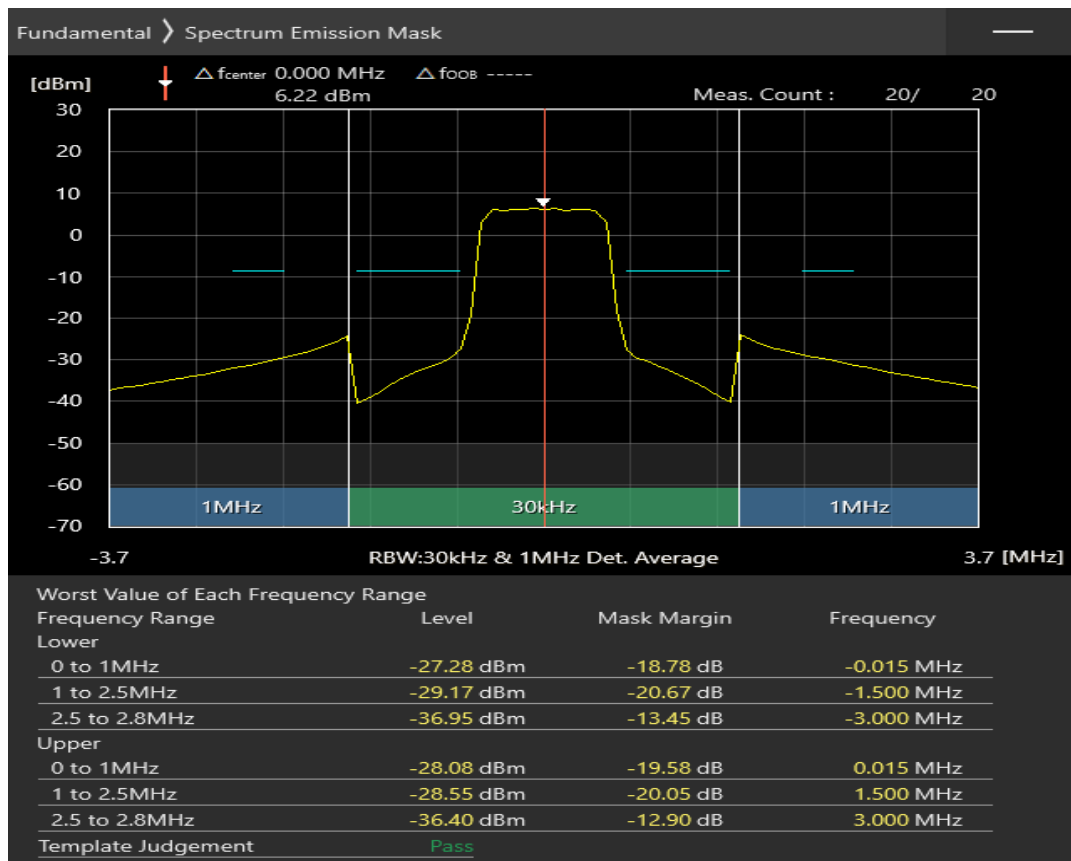 Fundamental 〉 Spectrum Emission Mask
[dBm] △ fcenter 0.000 MHz △ fOOB -----
6.22 dBm Meas. Count : 20/ 20
30
20
10
0
-10
-20
-30
-40
-50
-60
1MHz 30kHz 1MHz
-70
-3.7 RBW:30kHz & 1MHz Det. Average 3.7 [MHz]
Worst Value of Each Frequency Range
Frequency Range Level Mask Margin Frequency
Lower
0 to 1MHz -27.28 dBm -18.78 dB -0.015 MHz
1 to 2.5MHz -29.17 dBm -20.67 dB -1.500 MHz
2.5 to 2.8MHz -36.95 dBm -13.45 dB -3.000 MHz
Upper
0 to 1MHz -28.08 dBm -19.58 dB 0.015 MHz
1 to 2.5MHz -28.55 dBm -20.05 dB 1.500 MHz
2.5 to 2.8MHz -36.40 dBm -12.90 dB 3.000 MHz
Template Judgement Pass